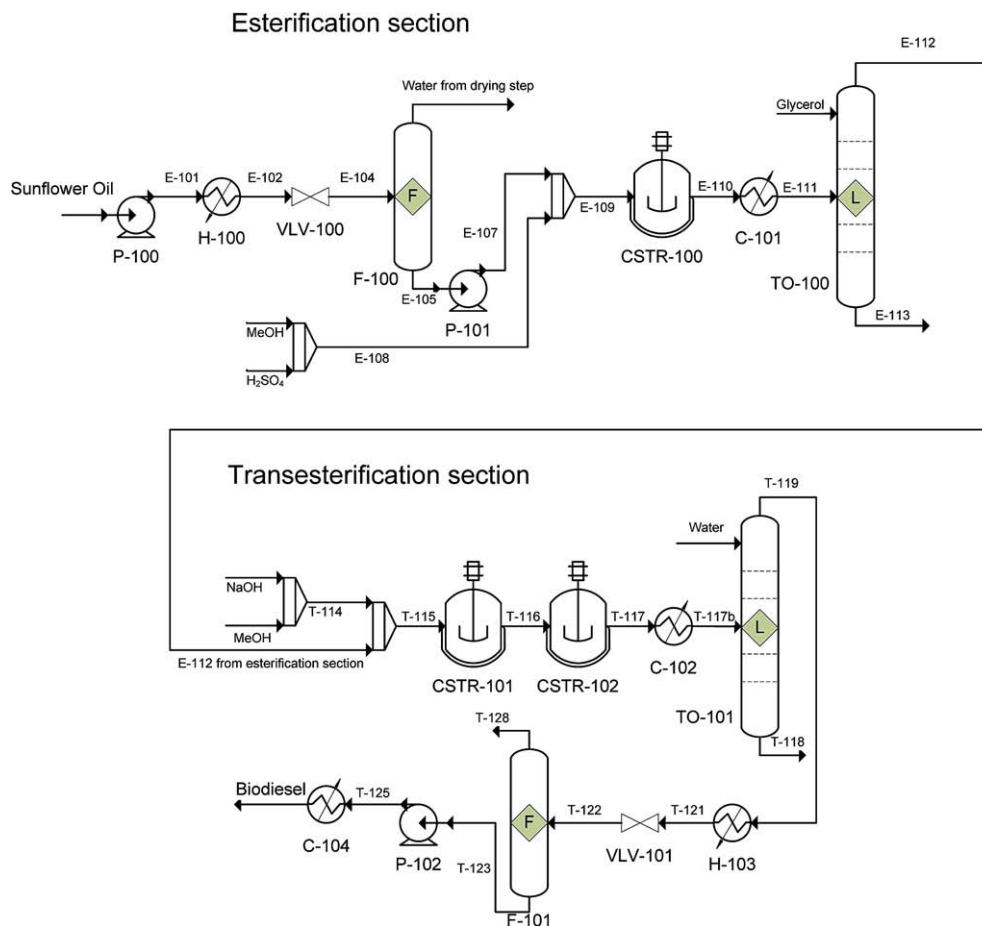 Esterification section
E-112
Water from drying step
Glycerol
Sunflower Oil
E-101
E-102
E-104
F
E-109
E-110
E-111
L
P-100
H-100
VLV-100
F-100
E-105
E-107
P-101
CSTR-100
C-101
TO-100
E-113
MeOH
E-108
H₂SO₄
Transesterification section
T-119
Water
NaOH
T-114
MeOH
T-115
T-116
T-117
T-117b
L
E-112 from esterification section
CSTR-101
CSTR-102
C-102
TO-101
T-118
T-128
Biodiesel
T-125
F
T-122
T-121
C-104
P-102
T-123
VLV-101
H-103
F-101